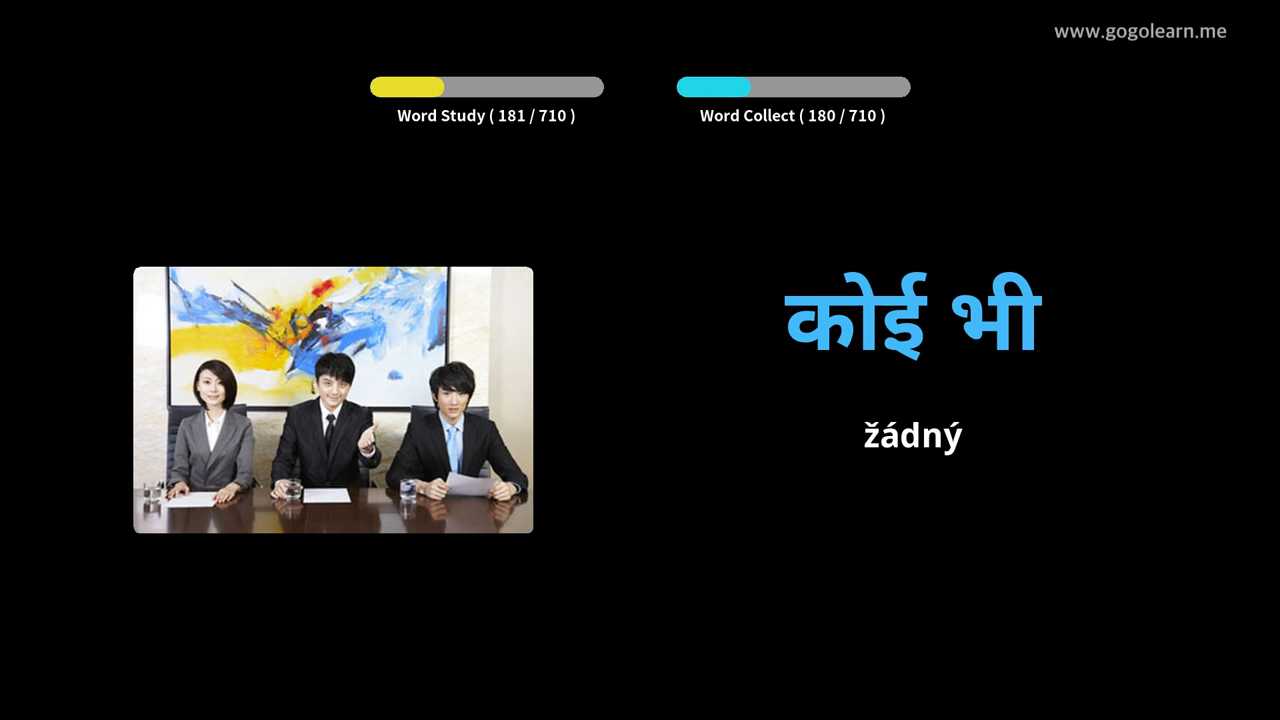 www.gogolearn.me
Word Study ( 181 / 710 )
Word Collect ( 180 / 710 )
कोई भी
žádný